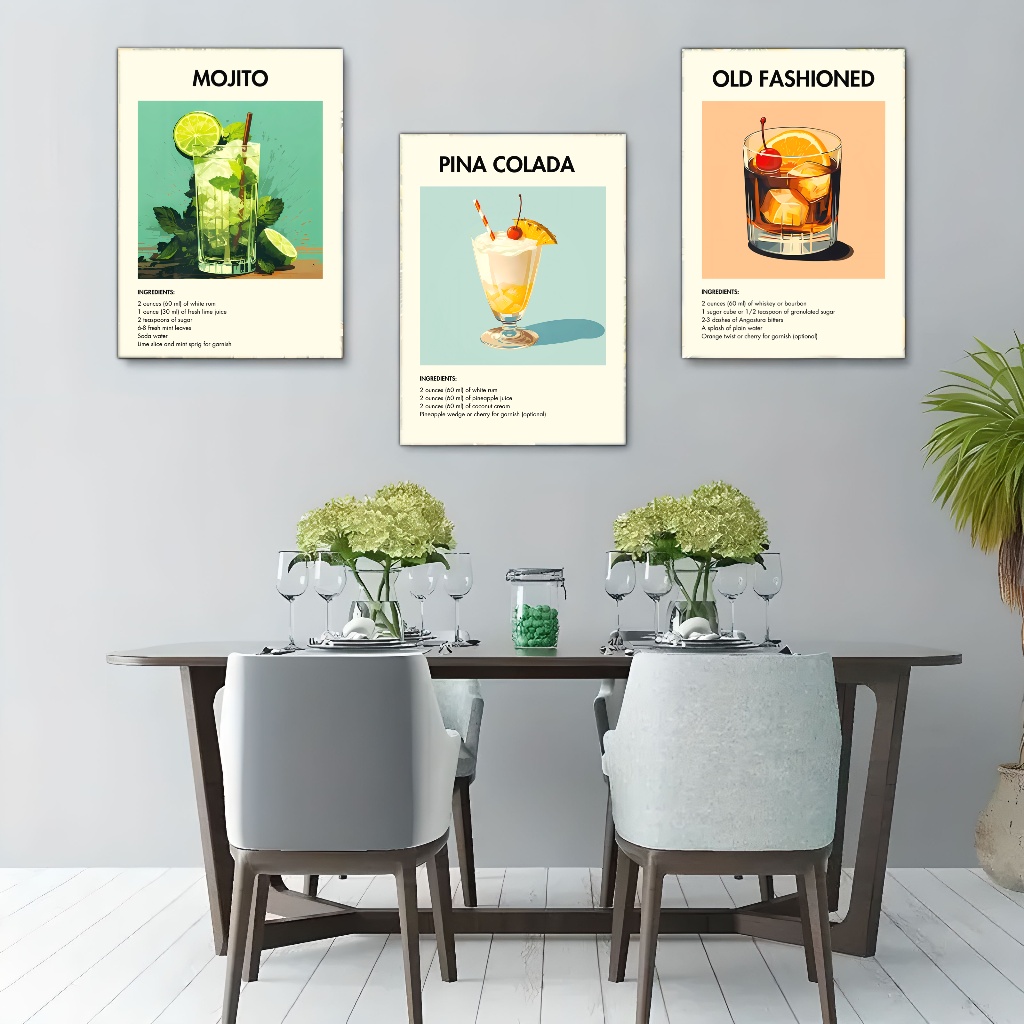 MOJITO
INGREDIENTS:
2 ounces (60 ml) of white rum
1 ounce (30 ml) of fresh lime juice
2 teaspoons of sugar
6-8 fresh mint leaves
Soda water
Lime slice and mint sprig for garnish
PINA COLADA
INGREDIENTS:
2 ounces (60 ml) of white rum
2 ounces (60 ml) of pineapple juice
2 ounces (60 ml) of coconut cream
Pineapple wedge or cherry for garnish (optional)
OLD FASHIONED
INGREDIENTS:
2 ounces (60 ml) of whiskey or bourbon
1 sugar cube or 1/2 teaspoon of granulated sugar
2-3 dashes of Angostura bitters
A splash of plain water
Orange twist or cherry for garnish (optional)